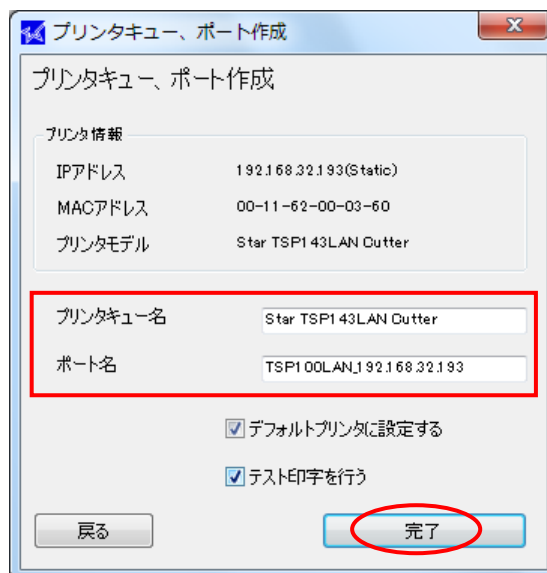 プリンタキュー、ポート作成
プリンタキュー、ポート作成
プリンタ情報
IPアドレス 192.168.32.193(Static)
MACアドレス 00-11-62-00-03-60
プリンタモデル Star TSP143LAN Cutter
プリンタキュー名 Star TSP143LAN Cutter
ポート名 TSP100LAN_192.168.32.193
デフォルトプリンタに設定する
テスト印字を行う
戻る 完了